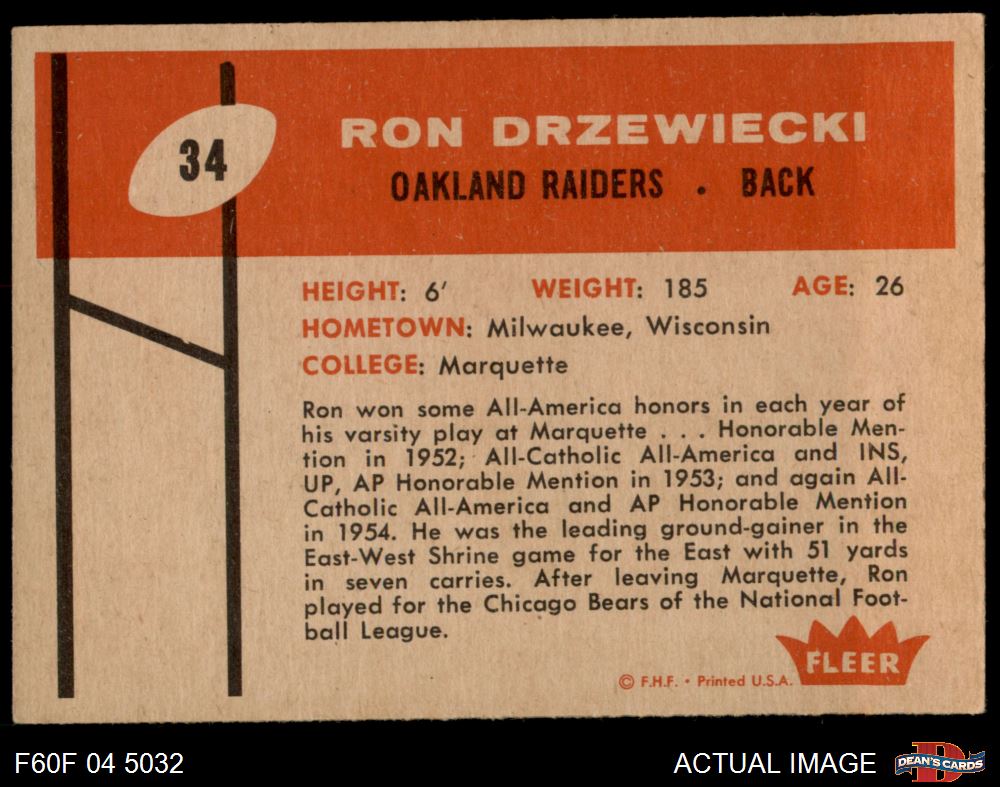 34
RON DRZEWIECKI
OAKLAND RAIDERS . BACK
HEIGHT: 6' WEIGHT: 185 AGE: 26
HOMETOWN: Milwaukee, Wisconsin
COLLEGE: Marquette
Ron won some All-America honors in each year of
his varsity play at Marquette . . . Honorable Men-
tion in 1952; All-Catholic All-America and INS,
UP, AP Honorable Mention in 1953; and again All-
Catholic All-America and AP Honorable Mention
in 1954. He was the leading ground-gainer in the
East-West Shrine game for the East with 51 yards
in seven carries. After leaving Marquette, Ron
played for the Chicago Bears of the National Foot-
ball League.
FLEER
© F.H.F. • Printed U.S.A.
F60F 04 5032
ACTUAL IMAGE
D
DEAN'S CARDS